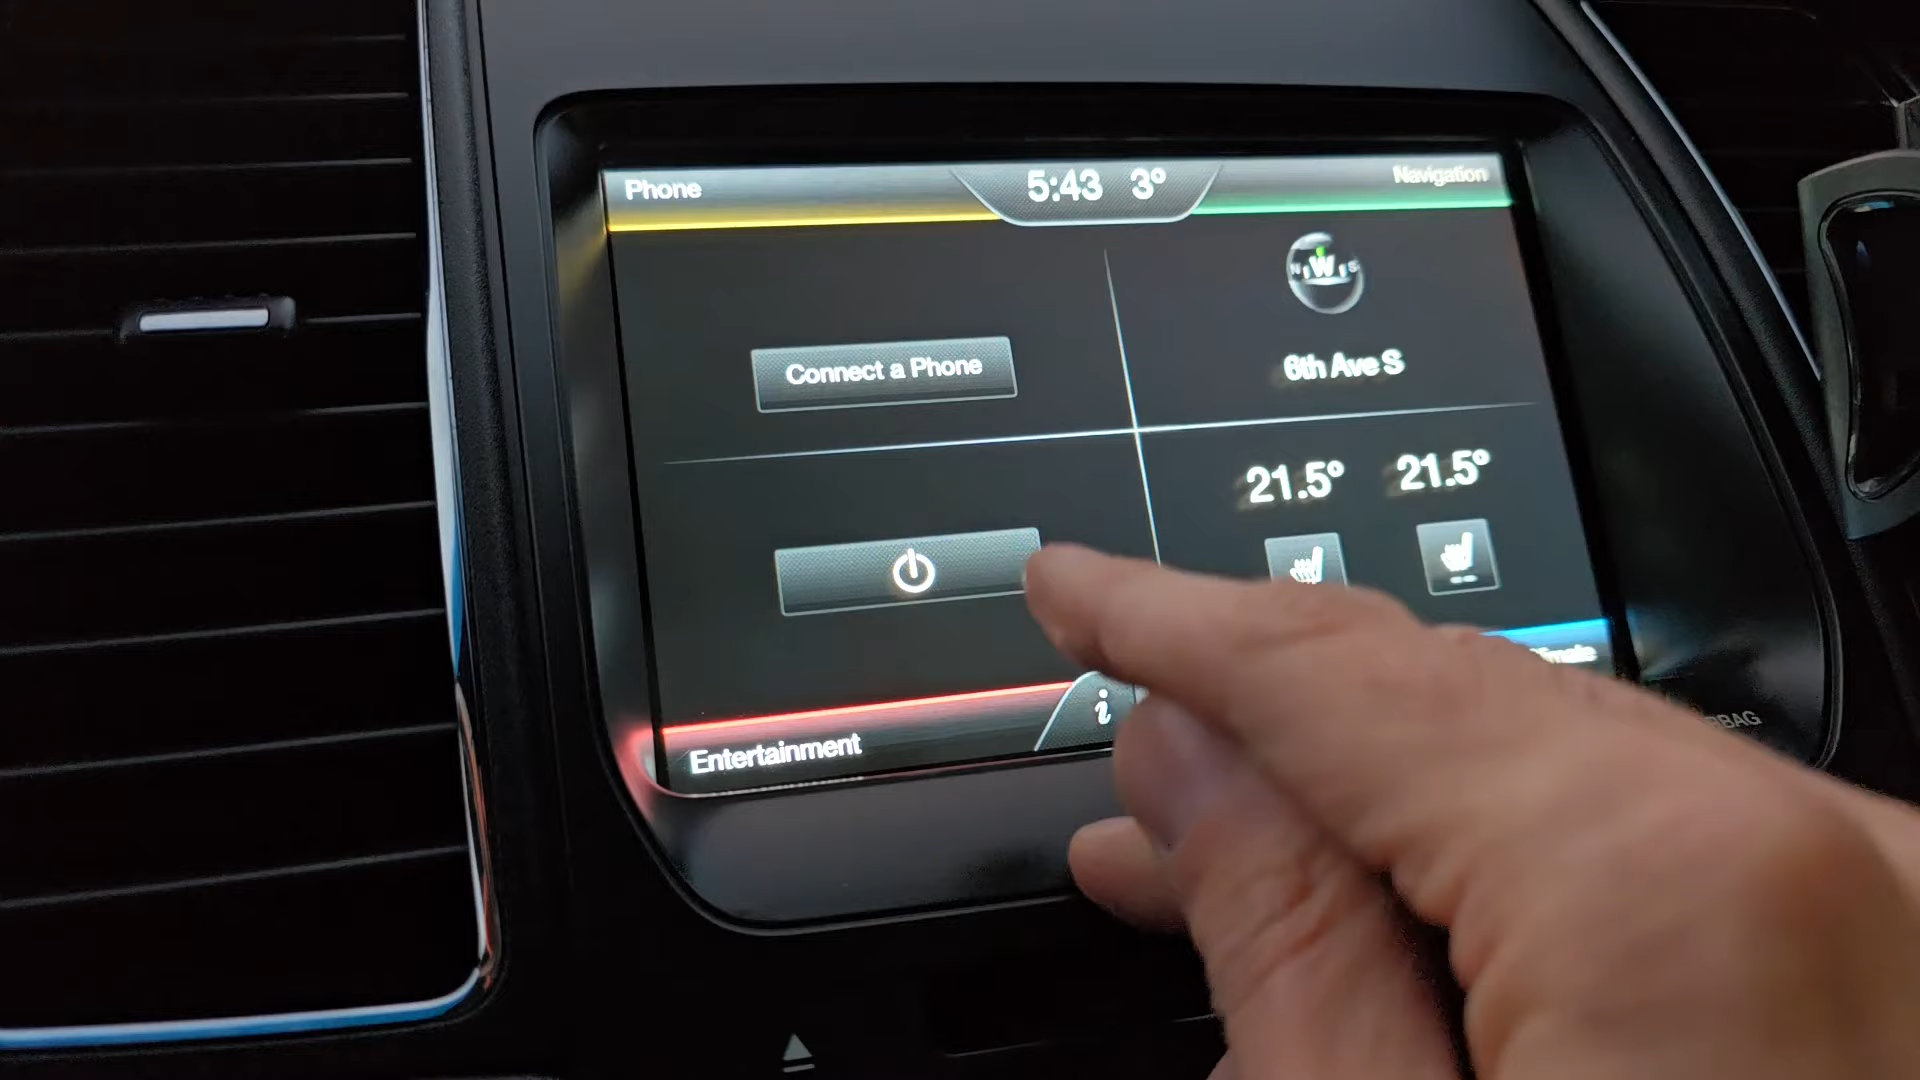 Phone
5:43 3°
Navigation
W
S
Connect a Phone
6th Ave S
21.5° 21.5°
i
Entertainment